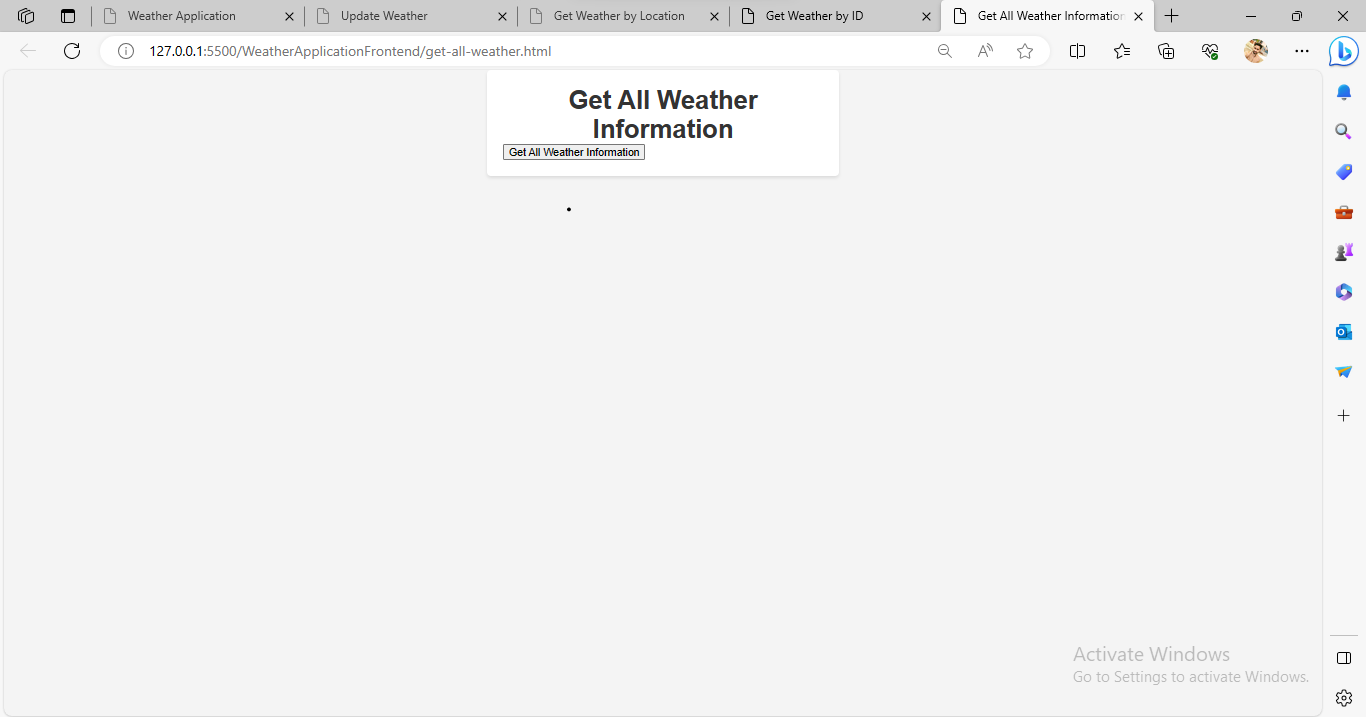 Weather Application
Update Weather
Get Weather by Location
Get Weather by ID
Get All Weather Information
127.0.0.1:5500/WeatherApplicationFrontend/get-all-weather.html
Get All Weather
Information
Get All Weather Information
Activate Windows
Go to Settings to activate Windows.